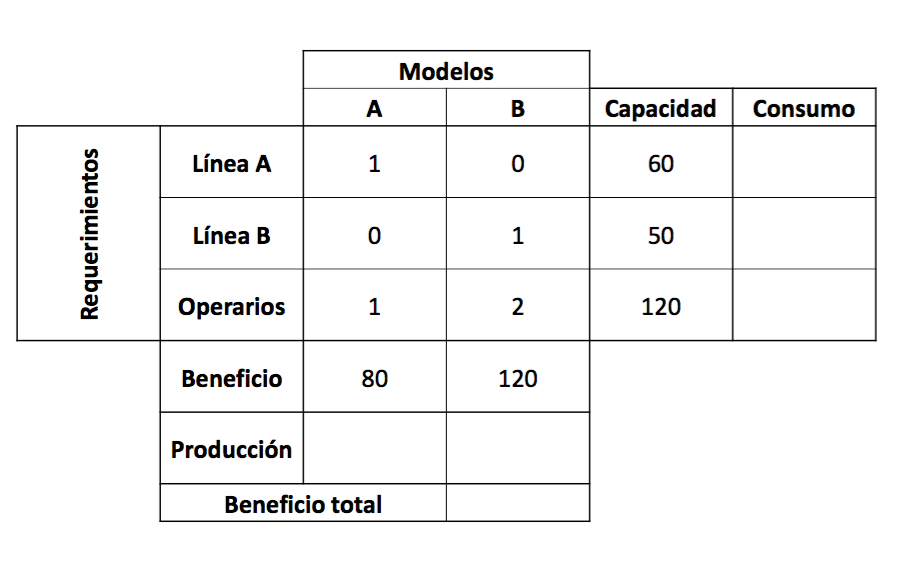 Modelos
A B Capacidad Consumo
Requerimientos
Línea A 1 0 60
Línea B 0 1 50
Operarios 1 2 120
Beneficio 80 120
Producción
Beneficio total